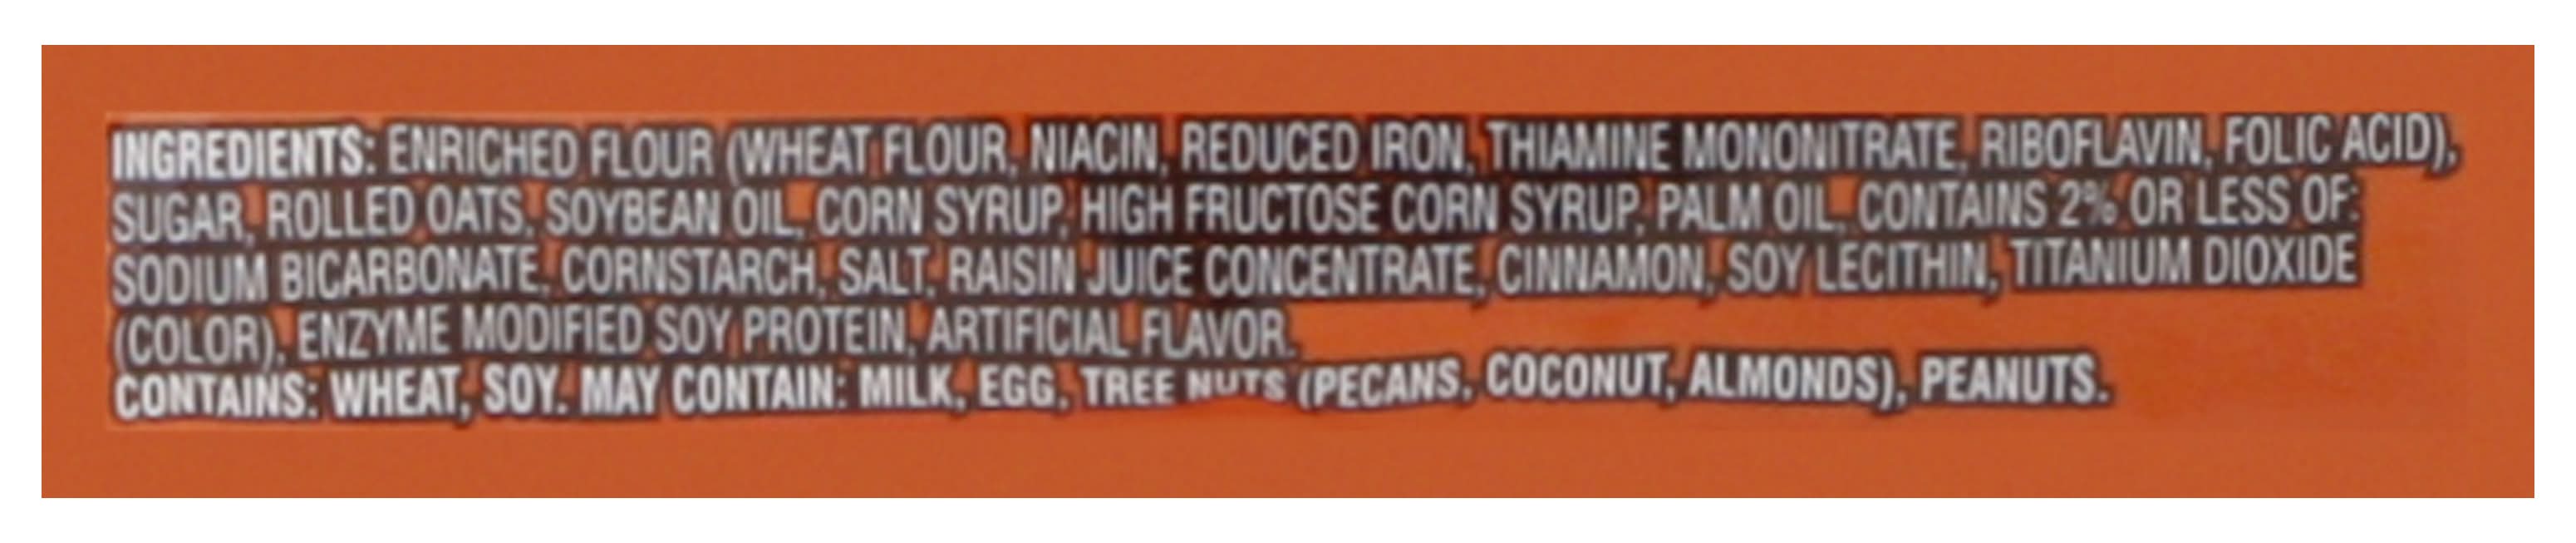 INGREDIENTS: ENRICHED FLOUR (WHEAT FLOUR, NIACIN, REDUCED IRON, THIAMINE MONONITRATE, RIBOFLAVIN, FOLIC ACID),
SUGAR, ROLLED OATS, SOYBEAN OIL, CORN SYRUP, HIGH FRUCTOSE CORN SYRUP, PALM OIL, CONTAINS 2% OR LESS OF:
SODIUM BICARBONATE, CORNSTARCH, SALT, RAISIN JUICE CONCENTRATE, CINNAMON, SOY LECITHIN, TITANIUM DIOXIDE
(COLOR), ENZYME MODIFIED SOY PROTEIN, ARTIFICIAL FLAVOR.
CONTAINS: WHEAT, SOY. MAY CONTAIN: MILK, EGG, TREE NUTS (PECANS, COCONUT, ALMONDS), PEANUTS.